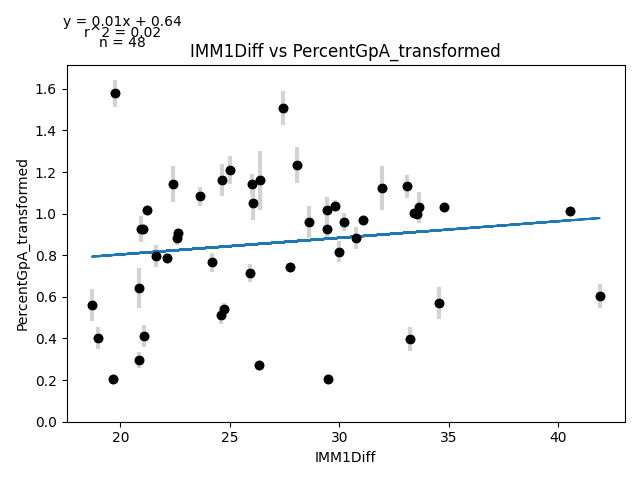 y = 0.01x + 0.64
r^2 = 0.02
n = 48
IMM1Diff vs PercentGpA_transformed
PercentGpA_transformed
1.6
1.4
1.2
1.0
0.8
0.6
0.4
0.2
0.0
20 25 30 35 40
IMM1Diff